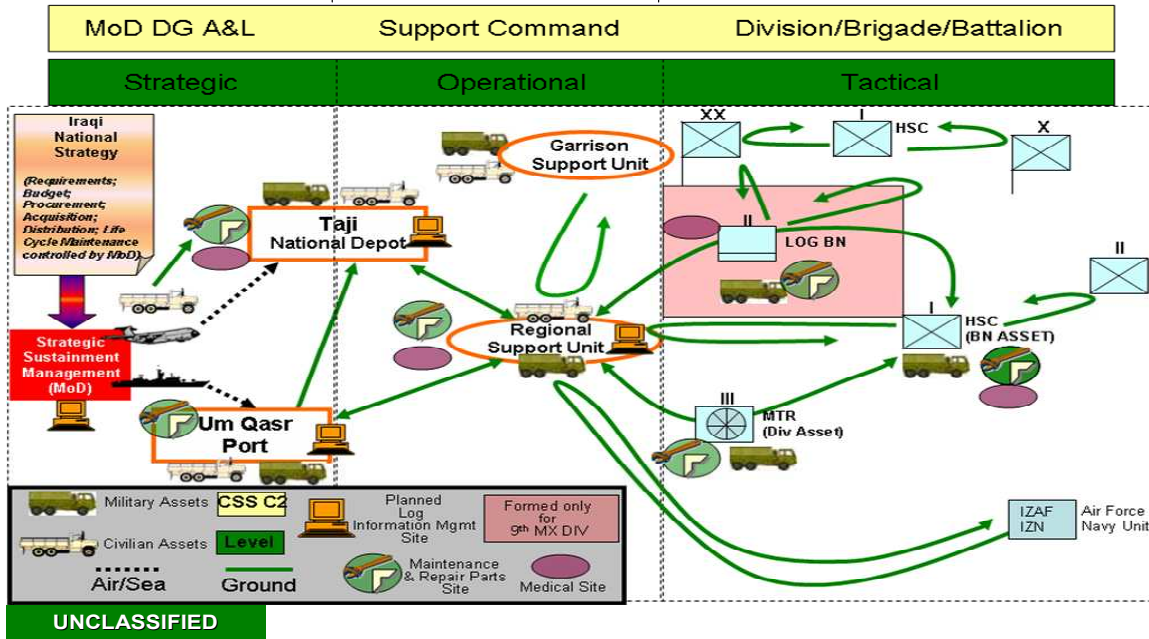 MoD DG A&L
Support Command
Division/Brigade/Battalion
Strategic
Operational
Tactical
Iraqi
National
Strategy
(Requirements;
Budget;
Procurement;
Acquisition;
Distribution; Life
Cycle Maintenance
controlled by MoD)
Strategic
Sustainment
Management
(MoD)
Taji
National Depot
Um Qasr
Port
Garrison
Support Unit
Regional
Support Unit
XX
I
HSC
X
II
LOG BN
II
I
HSC
(BN ASSET)
III
MTR
(Div Asset)
IZAF
IZN
Air Force
Navy Unit
Military Assets
CSS C2
Civilian Assets
Level
Air/Sea
Ground
Planned
Log
Information Mgmt
Site
Maintenance
& Repair Parts
Site
Formed only
for
9th MX DIV
Medical Site
UNCLASSIFIED